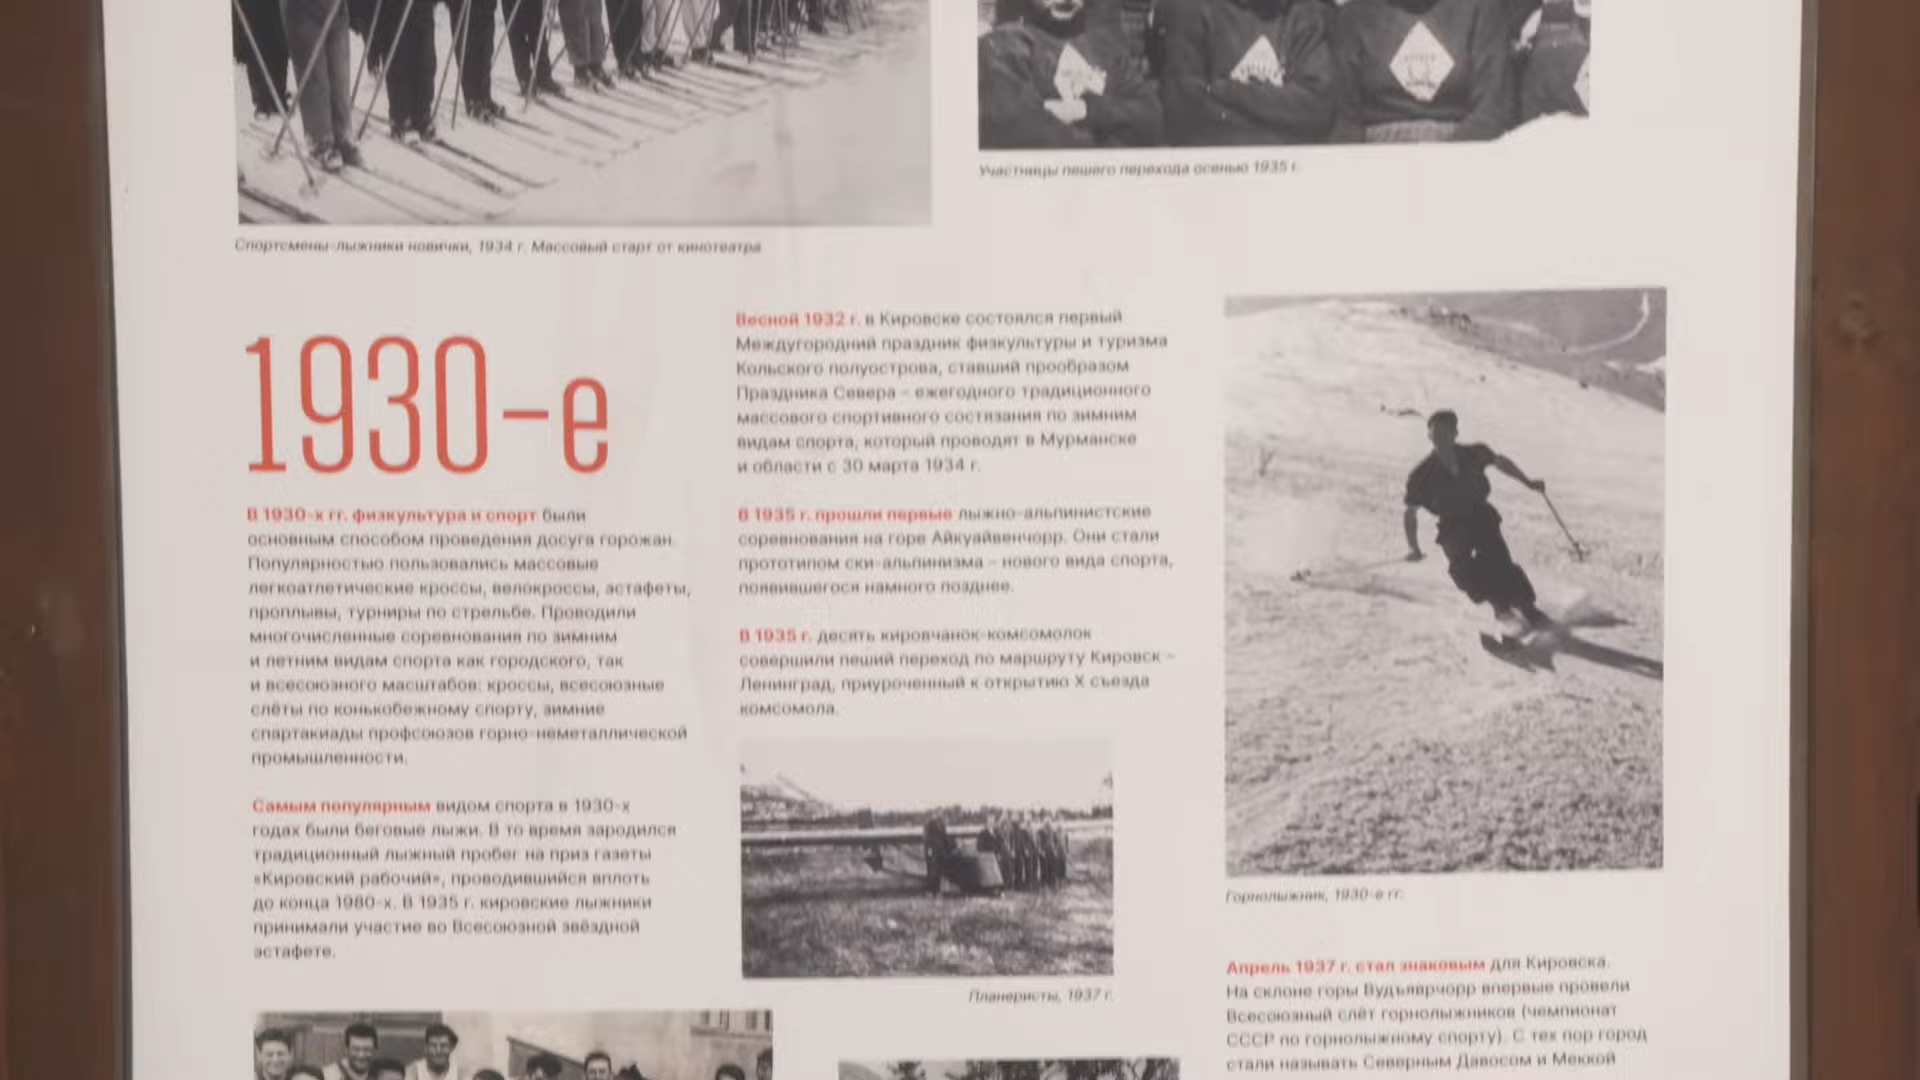 Участницы пешего перехода осенью 1935 г.
Спортсмены-лыжники новички, 1934 г. Массовый старт от кинотеатра
1930-е
В 1930-х гг. физкультура и спорт были
основным способом проведения досуга горожан.
Популярностью пользовались массовые
легкоатлетические кроссы, велокроссы, эстафеты,
проплывы, турниры по стрельбе. Проводили
многочисленные соревнования по зимним
и летним видам спорта как городского, так
и всесоюзного масштабов: кроссы, всесоюзные
слёты по конькобежному спорту, зимние
спартакиады профсоюзов горно-неметаллической
промышленности.
Самым популярным видом спорта в 1930-х
годах были беговые лыжи. В то время зародился
традиционный лыжный пробег на приз газеты
«Кировский рабочий», проводившийся вплоть
до конца 1980-х. В 1935 г. кировские лыжники
принимали участие во Всесоюзной звёздной
эстафете.
Весной 1932 г. в Кировске состоялся первый
Междугородний праздник физкультуры и туризма
Кольского полуострова, ставший прообразом
Праздника Севера – ежегодного традиционного
массового спортивного состязания по зимним
видам спорта, который проводят в Мурманске
и области с 30 марта 1934 г.
В 1935 г. прошли первые лыжно-альпинистские
соревнования на горе Айкуайвенчорр. Они стали
прототипом ски-альпинизма – нового вида спорта,
появившегося намного позднее.
В 1935 г. десять кировчанок-комсомолок
совершили пеший переход по маршруту Кировск –
Ленинград, приуроченный к открытию X съезда
комсомола.
Планеристы, 1937 г.
Горнолыжник, 1930-е гг.
Апрель 1937 г. стал знаковым для Кировска.
На склоне горы Вудъяврчорр впервые провели
Всесоюзный слёт горнолыжников (чемпионат
СССР по горнолыжному спорту). С тех пор город
стали называть Северным Давосом и Меккой